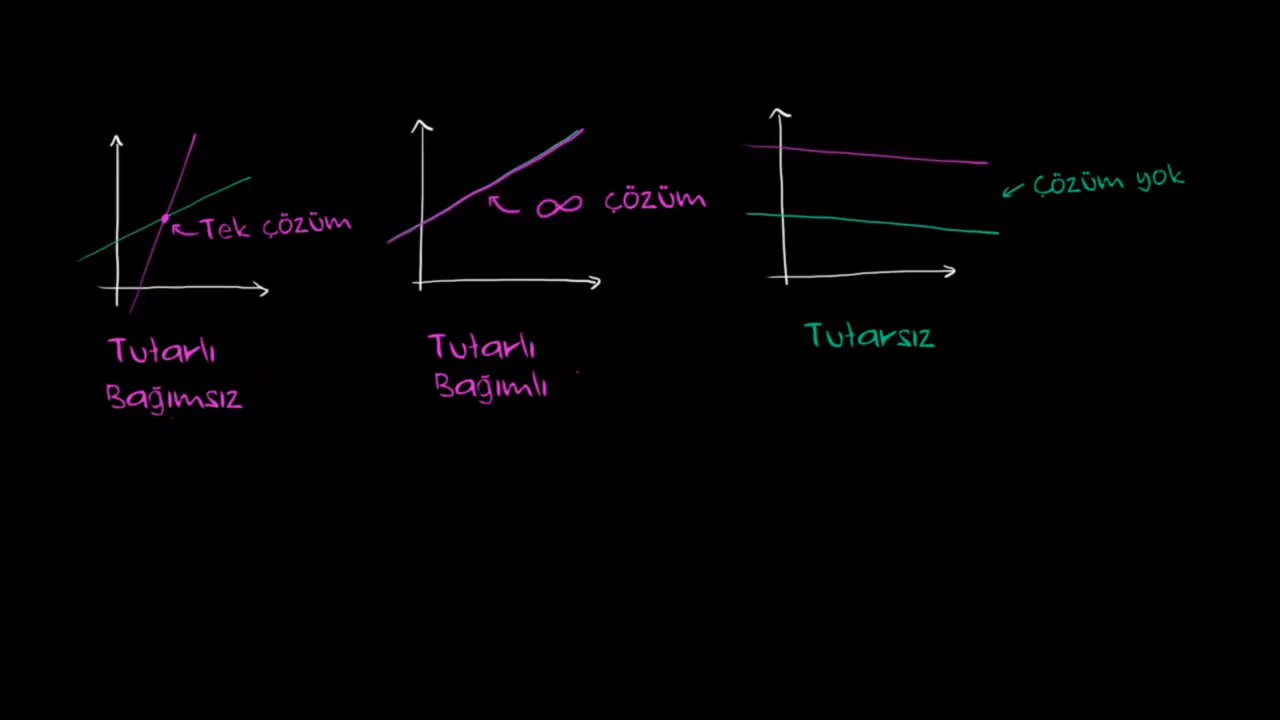 Tek çözüm
Tutarlı
Bağımsız
∞ çözüm
Tutarlı
Bağımlı
Çözüm yok
Tutarsız